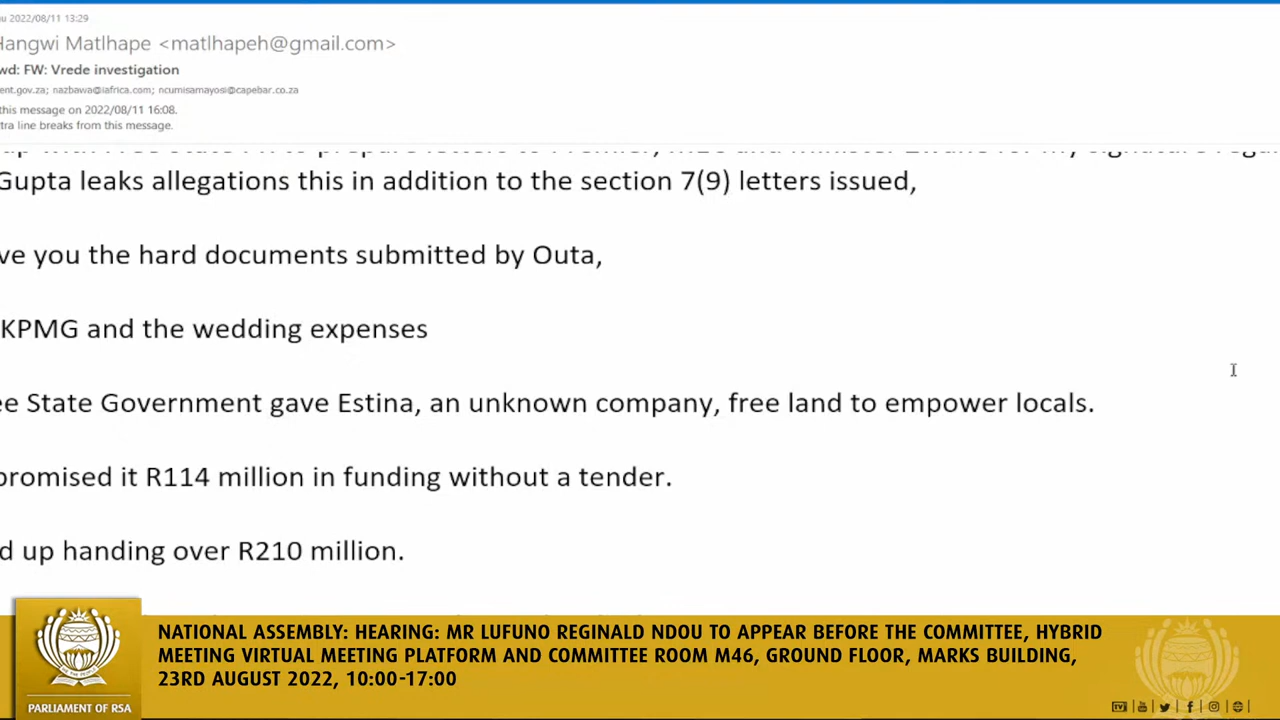 2022/08/11 13:29
Hangwi Matlhape <matlhapeh@gmail.com>
wd: FW: Vrede investigation
ent.gov.za; nazbawa@iafrica.com; ncumisamayosi@capebar.co.za
this message on 2022/08/11 16:08.
tra line breaks from this message.
Gupta leaks allegations this in addition to the section 7(9) letters issued,
ve you the hard documents submitted by Outa,
KPMG and the wedding expenses
ee State Government gave Estina, an unknown company, free land to empower locals.
promised it R114 million in funding without a tender.
d up handing over R210 million.
NATIONAL ASSEMBLY: HEARING: MR LUFUNO REGINALD NDOU TO APPEAR BEFORE THE COMMITTEE, HYBRID
MEETING VIRTUAL MEETING PLATFORM AND COMMITTEE ROOM M46, GROUND FLOOR, MARKS BUILDING,
23RD AUGUST 2022, 10:00-17:00
PARLIAMENT OF RSA